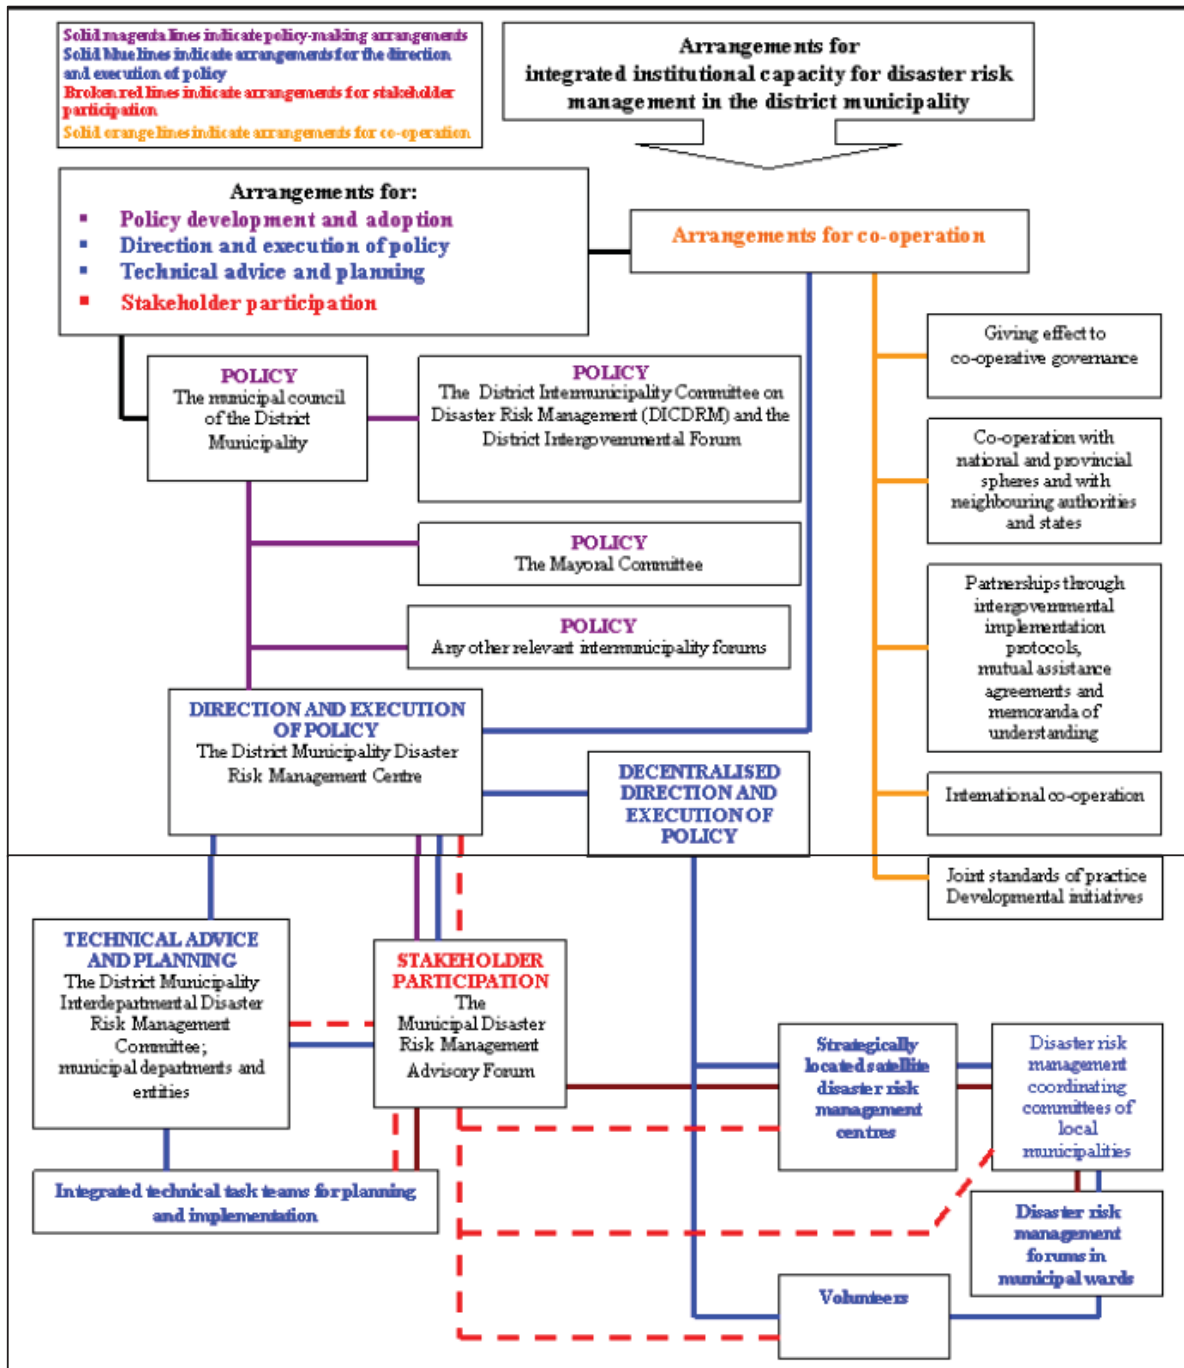 Solid magenta lines indicate policy-making arrangements
Solid blue lines indicate arrangements for the direction
and execution of policy
Broken red lines indicate arrangements for stakeholder
participation
Solid orange lines indicate arrangements for co-operation
Arrangements for
integrated institutional capacity for disaster risk
management in the district municipality
Arrangements for:
▪ Policy development and adoption
▪ Direction and execution of policy
▪ Technical advice and planning
▪ Stakeholder participation
Arrangements for co-operation
POLICY
The municipal council
of the District
Municipality
POLICY
The District Intermunicipality Committee on
Disaster Risk Management (DICDRM) and the
District Intergovernmental Forum
POLICY
The Mayoral Committee
POLICY
Any other relevant intermunicipality forums
Giving effect to
co-operative governance
Co-operation with
national and provincial
spheres and with
neighbouring authorities
and states
Partnerships through
intergovernmental
implementation
protocols,
mutual assistance
agreements and
memoranda of
understanding
International co-operation
Joint standards of practice
Developmental initiatives
DIRECTION AND EXECUTION
OF POLICY
The District Municipality Disaster
Risk Management Centre
DECENTRALISED
DIRECTION AND
EXECUTION OF
POLICY
TECHNICAL ADVICE
AND PLANNING
The District Municipality
Interdepartmental Disaster
Risk Management
Committee;
municipal departments and
entities
STAKEHOLDER
PARTICIPATION
The
Municipal Disaster
Risk Management
Advisory Forum
Strategically
located satellite
disaster risk
management
centres
Disaster risk
management
coordinating
committees of
local
municipalities
Integrated technical task teams for planning
and implementation
Disaster risk
management
forums in
municipal wards
Volunteers